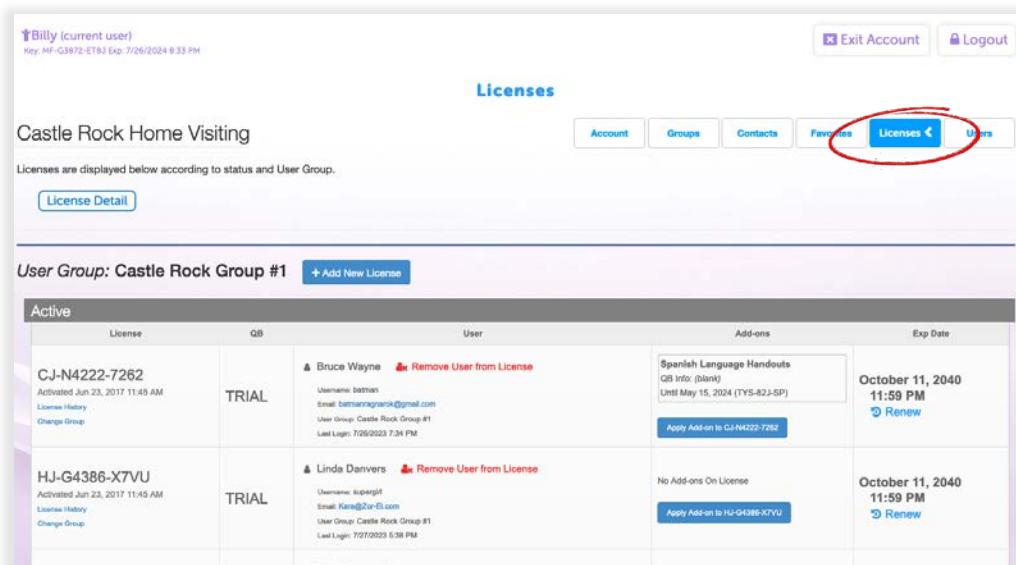 Billy (current user)
Key: MF-G3872-ET8J Exp: 7/26/2024 8:33 PM
Exit Account
Logout
Licenses
Castle Rock Home Visiting
Account
Groups
Contacts
Favorites
Licenses
Users
Licenses are displayed below according to status and User Group.
License Detail
User Group: Castle Rock Group #1
+ Add New License
Active
License
QB
User
Add-ons
Exp Date
CJ-N4222-7262
Activated Jun 23, 2017 11:45 AM
License History
Change Group
TRIAL
Bruce Wayne
Remove User from License
Username: batman
Email: batmanragnarok@gmail.com
User Group: Castle Rock Group #1
Last Login: 7/26/2023 7:34 PM
Spanish Language Handouts
QB Info: (blank)
Until May 15, 2024 (TYS-82J-SP)
Apply Add-on to CJ-N4222-7262
October 11, 2040
11:59 PM
Renew
HJ-G4386-X7VU
Activated Jun 23, 2017 11:45 AM
License History
Change Group
TRIAL
Linda Danvers
Remove User from License
Username: supergirl
Email: Kara@Zor-El.com
User Group: Castle Rock Group #1
Last Login: 7/27/2023 5:38 PM
No Add-ons On License
Apply Add-on to HJ-G4386-X7VU
October 11, 2040
11:59 PM
Renew